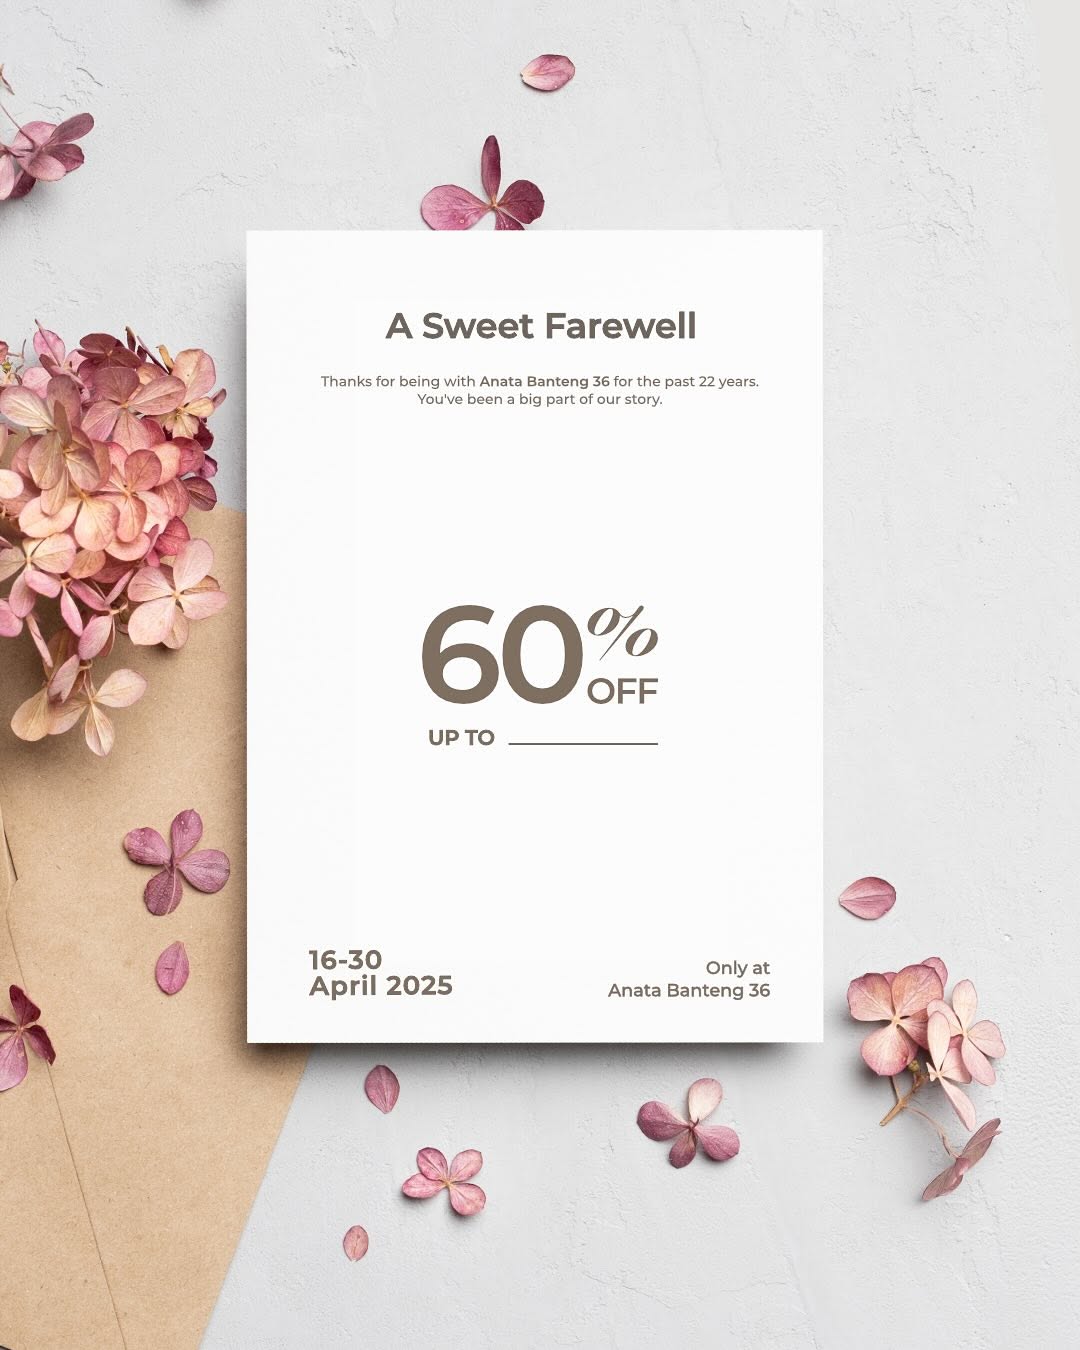 A Sweet Farewell
Thanks for being with Anata Banteng 36 for the past 22 years.
You've been a big part of our story.
60% OFF
UP TO
16-30
April 2025
Only at
Anata Banteng 36